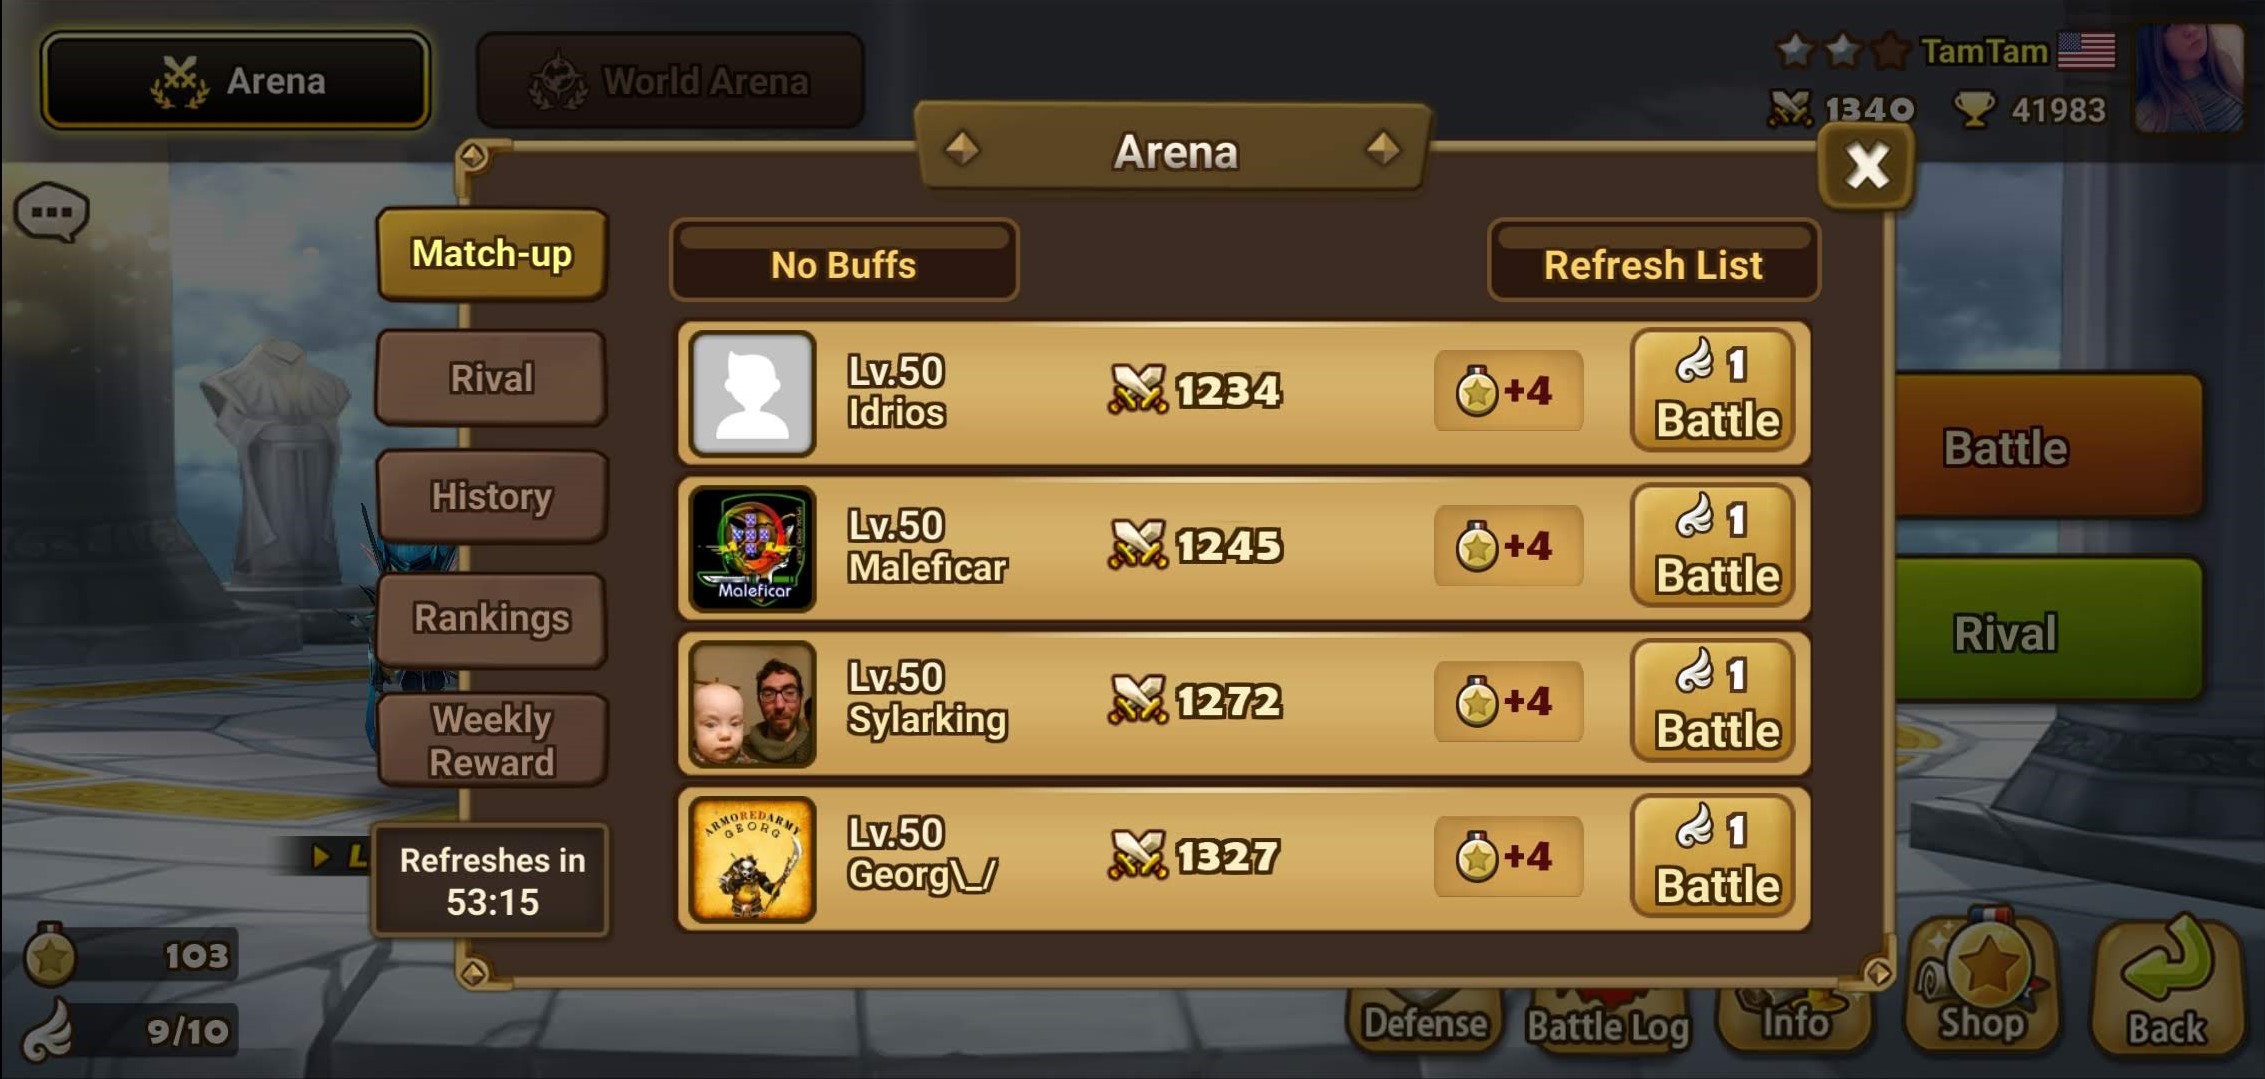 Arena
World Arena
TamTam
1340
41983
Arena
Match-up
Rival
History
Rankings
Weekly
Reward
Refreshes in
53:15
No Buffs
Refresh List
Lv.50
Idrios
1234
+4
1
Battle
Lv.50
Maleficar
Maleficar
1245
+4
1
Battle
Lv.50
Sylarking
1272
+4
1
Battle
ARMOREDARMY
GEORG
Lv.50
Georg\_/
1327
+4
1
Battle
Battle
Rival
L
103
9/10
Defense
Battle Log
Info
Shop
Back